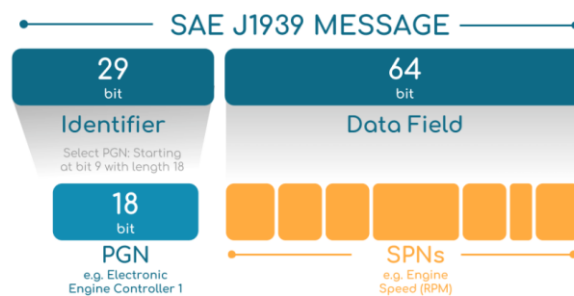 SAE J1939 MESSAGE
29
bit
64
bit
Identifier
Data Field
Select PGN: Starting
at bit 9 with length 18
18
bit
PGN
e.g. Electronic
Engine Controller 1
SPNs
e.g. Engine
Speed (RPM)